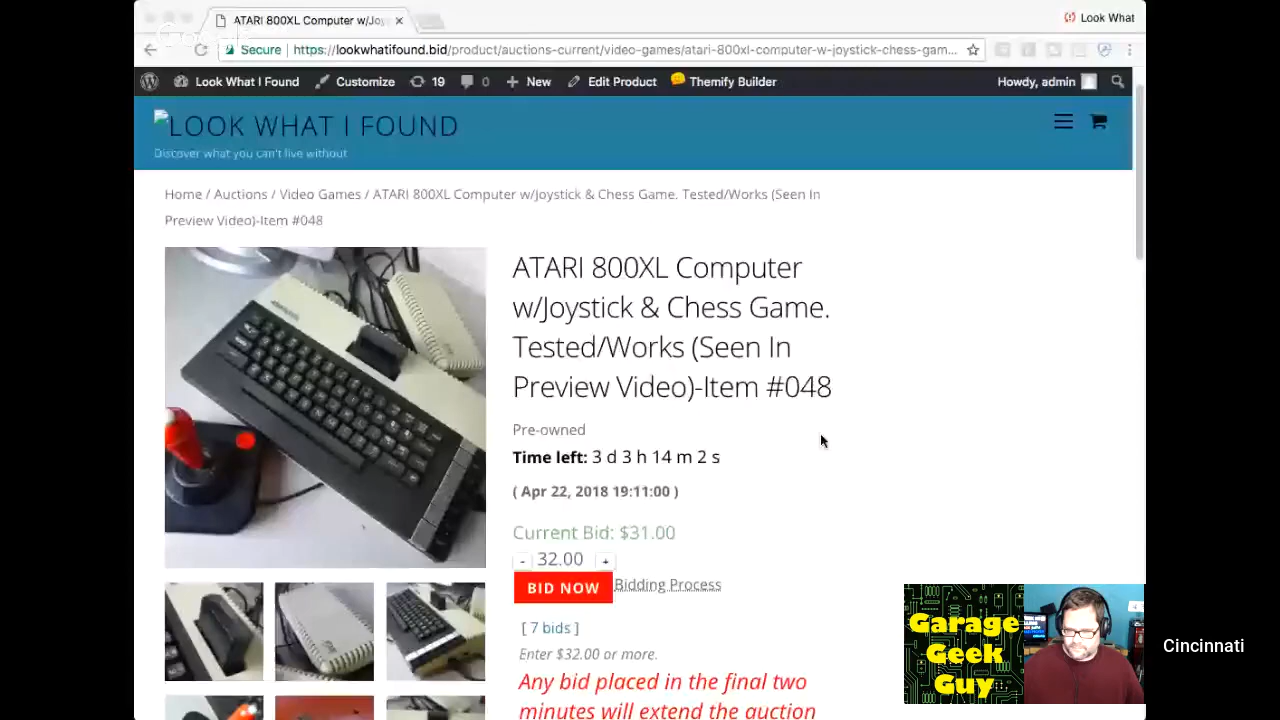 ATARI 800XL Computer w/Joy
Look What
Google
Secure | https://lookwhatifound.bid/product/auctions-current/video-games/atari-800xl-computer-w-joystick-chess-gam...
Look What I Found Customize 19 0 New Edit Product Themify Builder Howdy, admin
LOOK WHAT I FOUND
Discover what you can't live without
Home / Auctions / Video Games / ATARI 800XL Computer w/Joystick & Chess Game. Tested/Works (Seen In
Preview Video)-Item #048
ATARI 800XL Computer
w/Joystick & Chess Game.
Tested/Works (Seen In
Preview Video)-Item #048
Pre-owned
Time left: 3 d 3 h 14 m 2 s
( Apr 22, 2018 19:11:00 )
Current Bid: $31.00
- 32.00 +
BID NOW Bidding Process
[ 7 bids ]
Enter $32.00 or more.
Any bid placed in the final two
minutes will extend the auction
Garage
Geek
Guy
Cincinnati